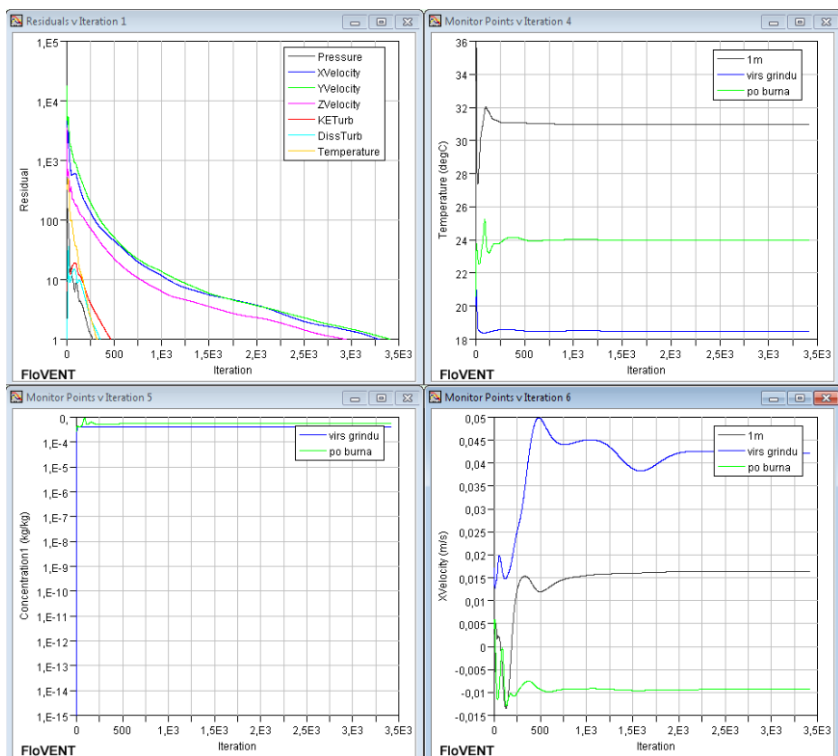 Residuals v Iteration 1
1,E5
1,E4
1,E3
100
10
1
Residual
Pressure
XVelocity
YVelocity
ZVelocity
KETurb
DissTurb
Temperature
0
500
1,E3
1,5E3
2,E3
2,5E3
3,E3
3,5E3
Iteration
FloVENT
Monitor Points v Iteration 4
36
34
32
30
28
26
24
22
20
18
Temperature (degC)
1m
virs grindu
po burna
0
500
1,E3
1,5E3
2,E3
2,5E3
3,E3
3,5E3
Iteration
FloVENT
Monitor Points v Iteration 5
0,
1,E-4
1,E-5
1,E-6
1,E-7
1,E-8
1,E-9
1,E-10
1,E-11
1,E-12
1,E-13
1,E-14
1,E-15
Concentration1 (kg/kg)
virs grindu
po burna
0
500
1,E3
1,5E3
2,E3
2,5E3
3,E3
3,5E3
Iteration
FloVENT
Monitor Points v Iteration 6
0,05
0,045
0,04
0,035
0,03
0,025
0,02
0,015
0,01
0,005
0
-0,005
-0,01
-0,015
XVelocity (m/s)
1m
virs grindu
po burna
0
500
1,E3
1,5E3
2,E3
2,5E3
3,E3
3,5E3
Iteration
FloVENT